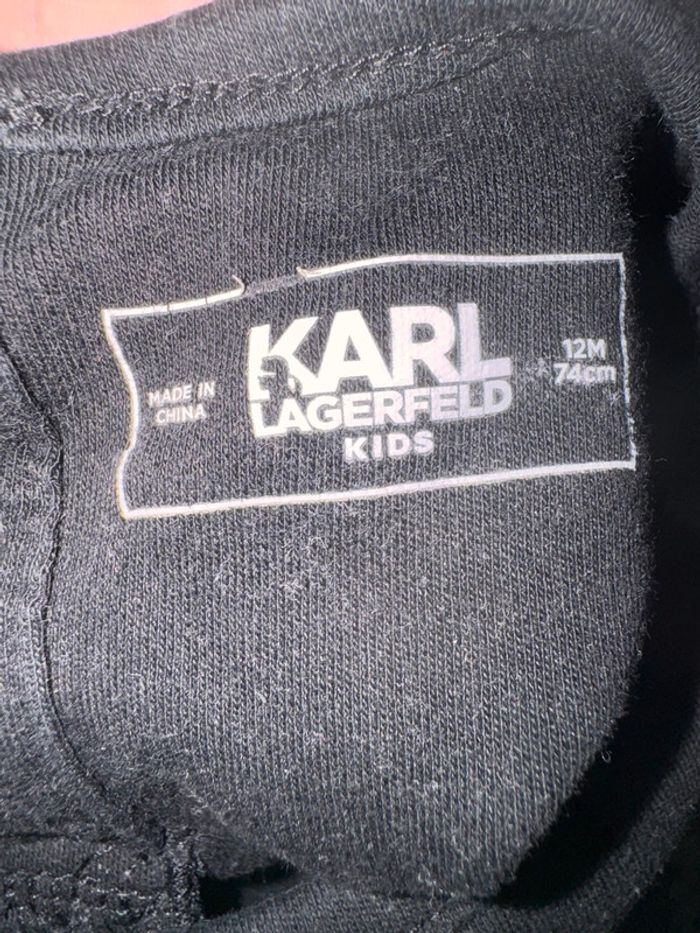 MADE IN
CHINA
KARL
LAGERFELD
KIDS
12M
74cm